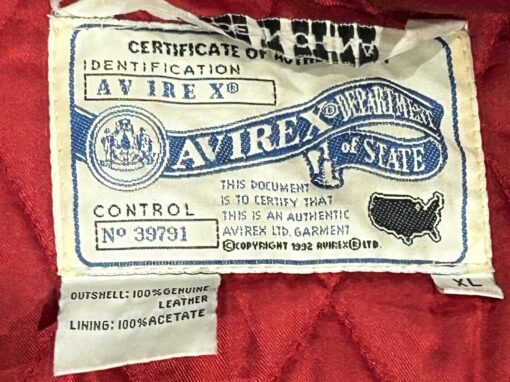 CERTIFICATE OF
IDENTIFICATION
AVIREX®
AVIREX DEPARTMENT
of STATE
THIS DOCUMENT
IS TO CERTIFY THAT
THIS IS AN AUTHENTIC
AVIREX LTD. GARMENT
©COPYRIGHT 1992 AVIREX®LTD.
CONTROL
Nº 39791
XL
OUTSHELL: 100%GENUINE
LEATHER
LINING: 100%ACETATE